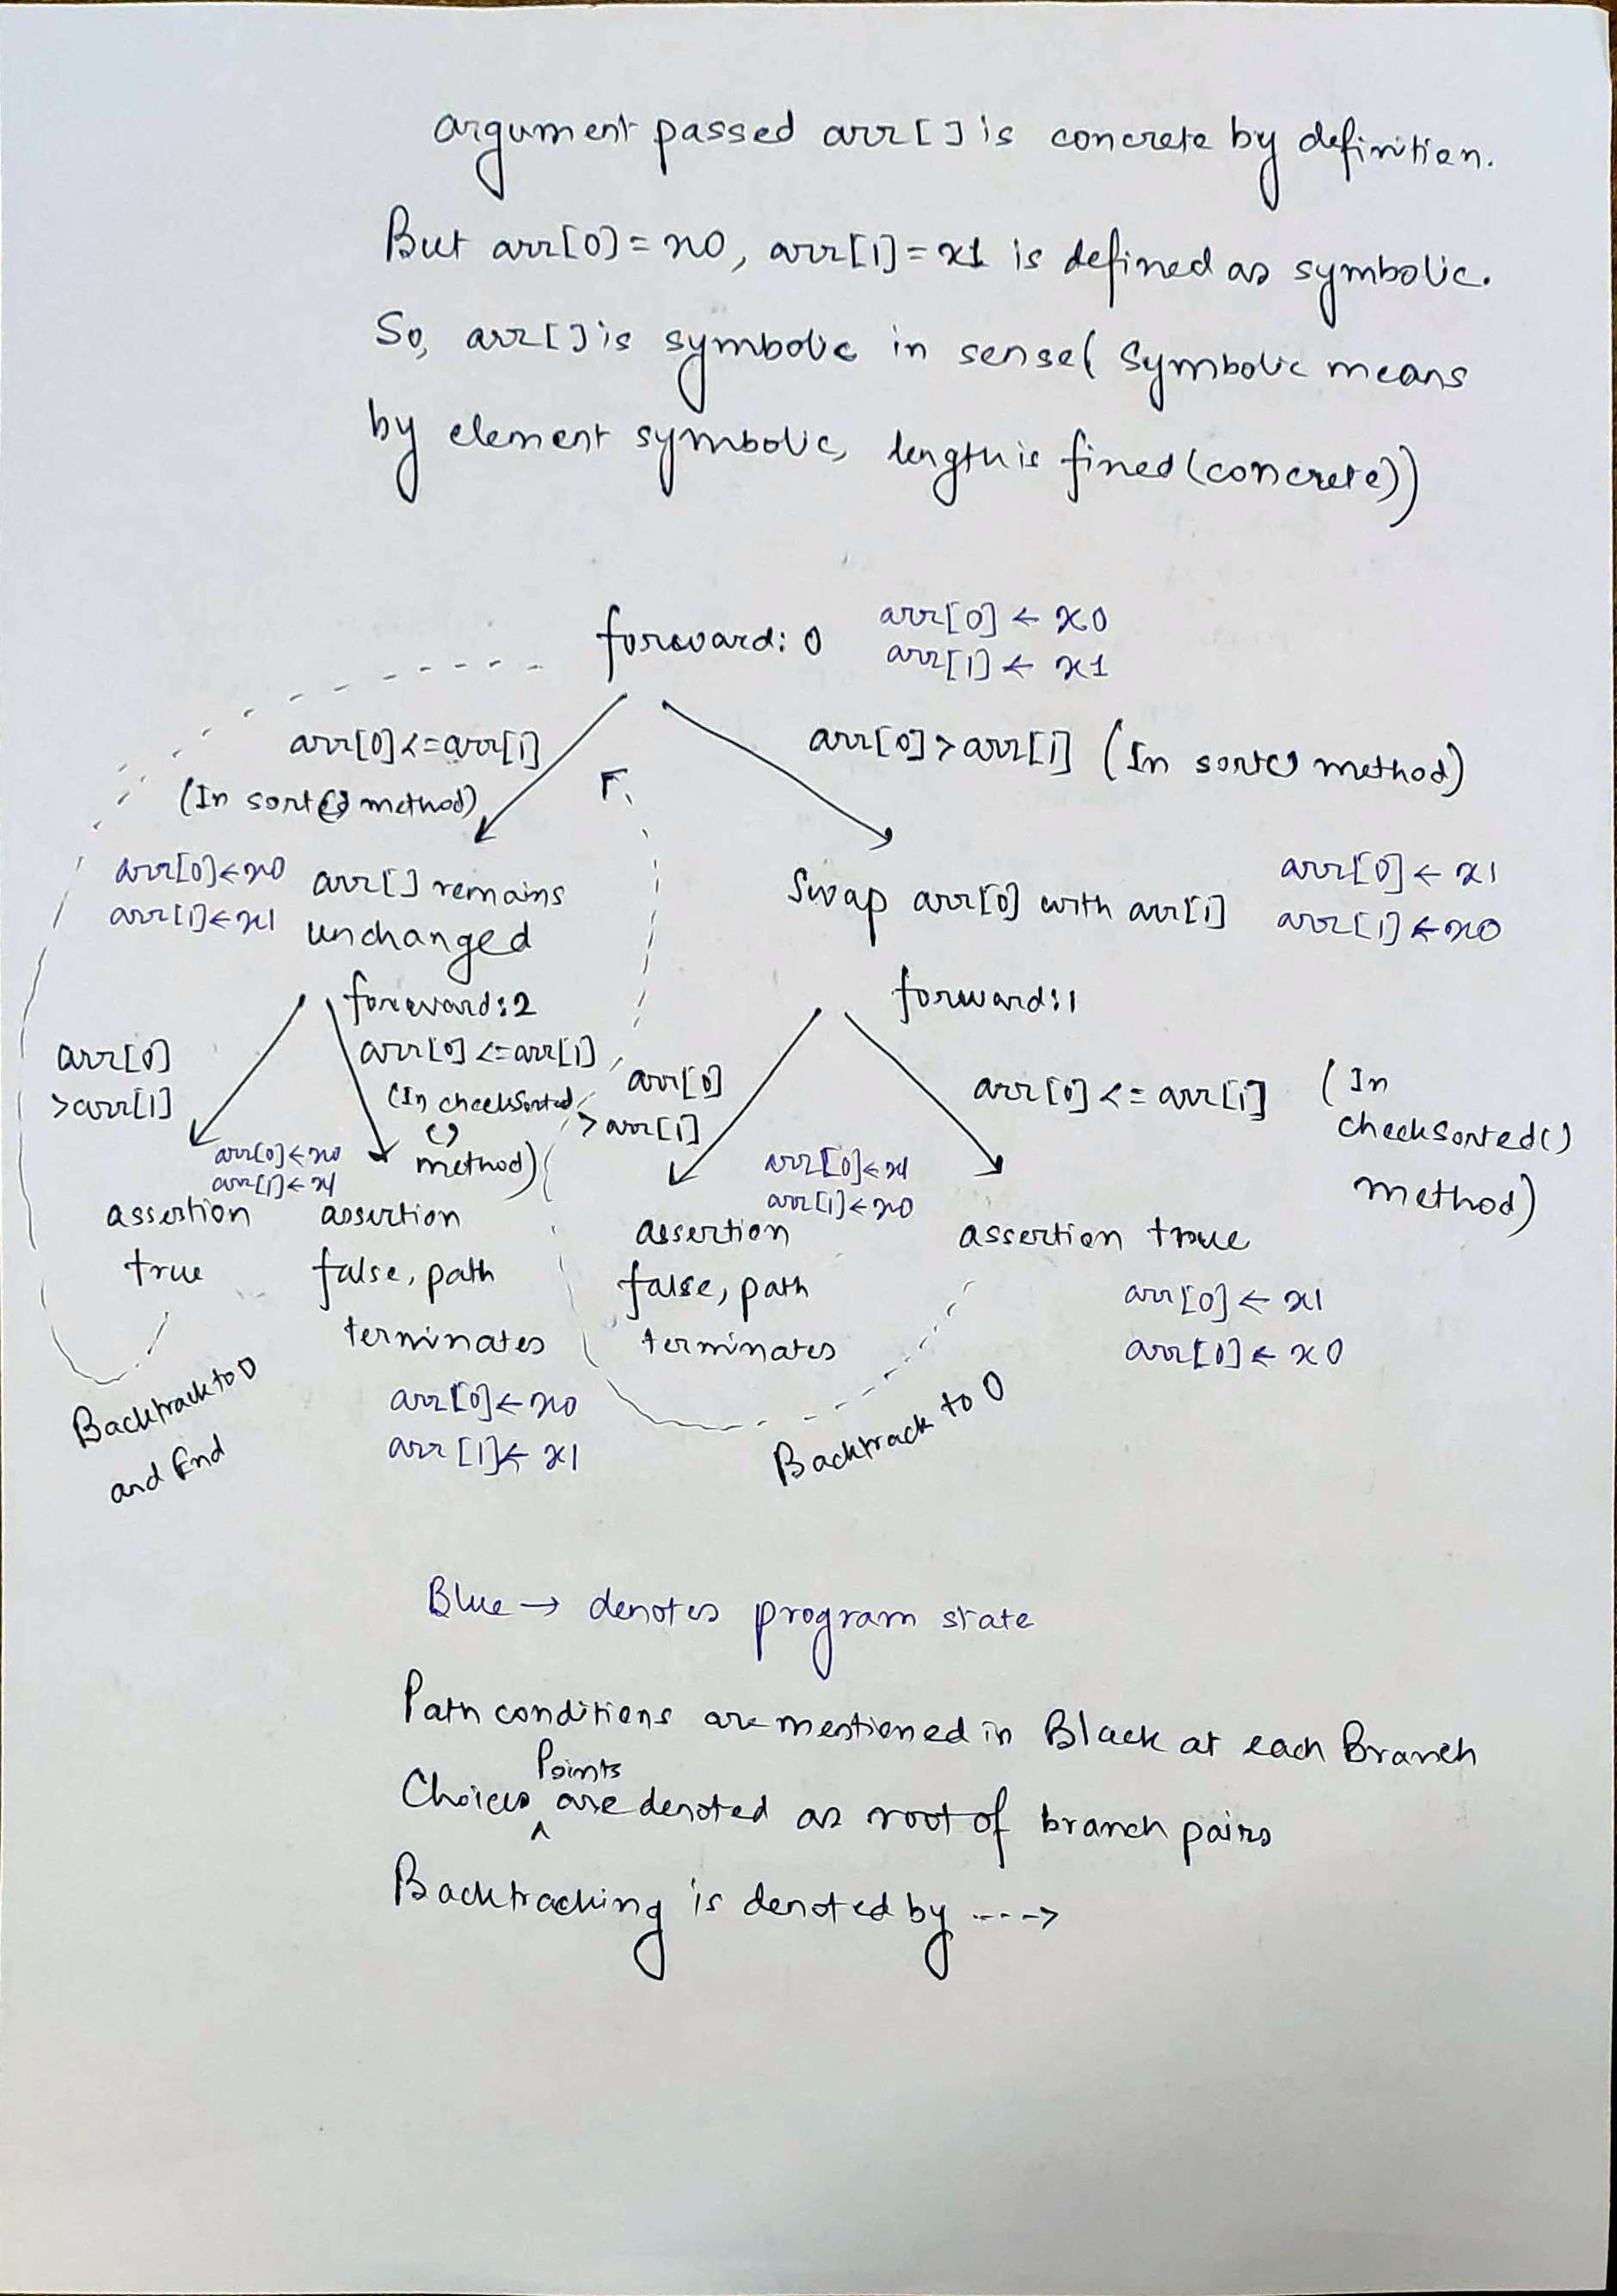 argument passed arr[] is concrete by definition.
But arr[0]=x0, arr[1]=x1 is defined as symbolic.
So, arr[] is symbolic in sense( Symbolic means
by element symbolic, length is fixed (concrete))
forward: 0
arr[0] ← x0
arr[1] ← x1
arr[0]<=arr[1]
(In sort() method)
arr[0]>arr[1] (In sort() method)
arr[0]←x0
arr[1]←x1
arr[] remains
unchanged
Swap arr[0] with arr[1]
arr[0] ← x1
arr[1] ← x0
forward:2
forward:1
arr[0]
>arr[1]
arr[0] <=arr[1]
(In checkSorted
()
method)
arr[0]
>arr[1]
arr[0] <= arr[1]
(In
checkSorted()
method)
arr[0]←x0
arr[1]←x1
arr[0]←x1
arr[1]←x0
assertion
true
assertion
false, path
terminates
assertion
false, path
terminates
assertion true
arr[0] ← x1
arr[0] ← x0
Backtrack to 0
and End
arr[0]←x0
arr[1]← x1
Backtrack to 0
Blue → denotes program state
Path conditions are mentioned in Black at each Branch
Points
Choices ^ are denoted as root of branch pairs
Backtracking is denoted by ---->